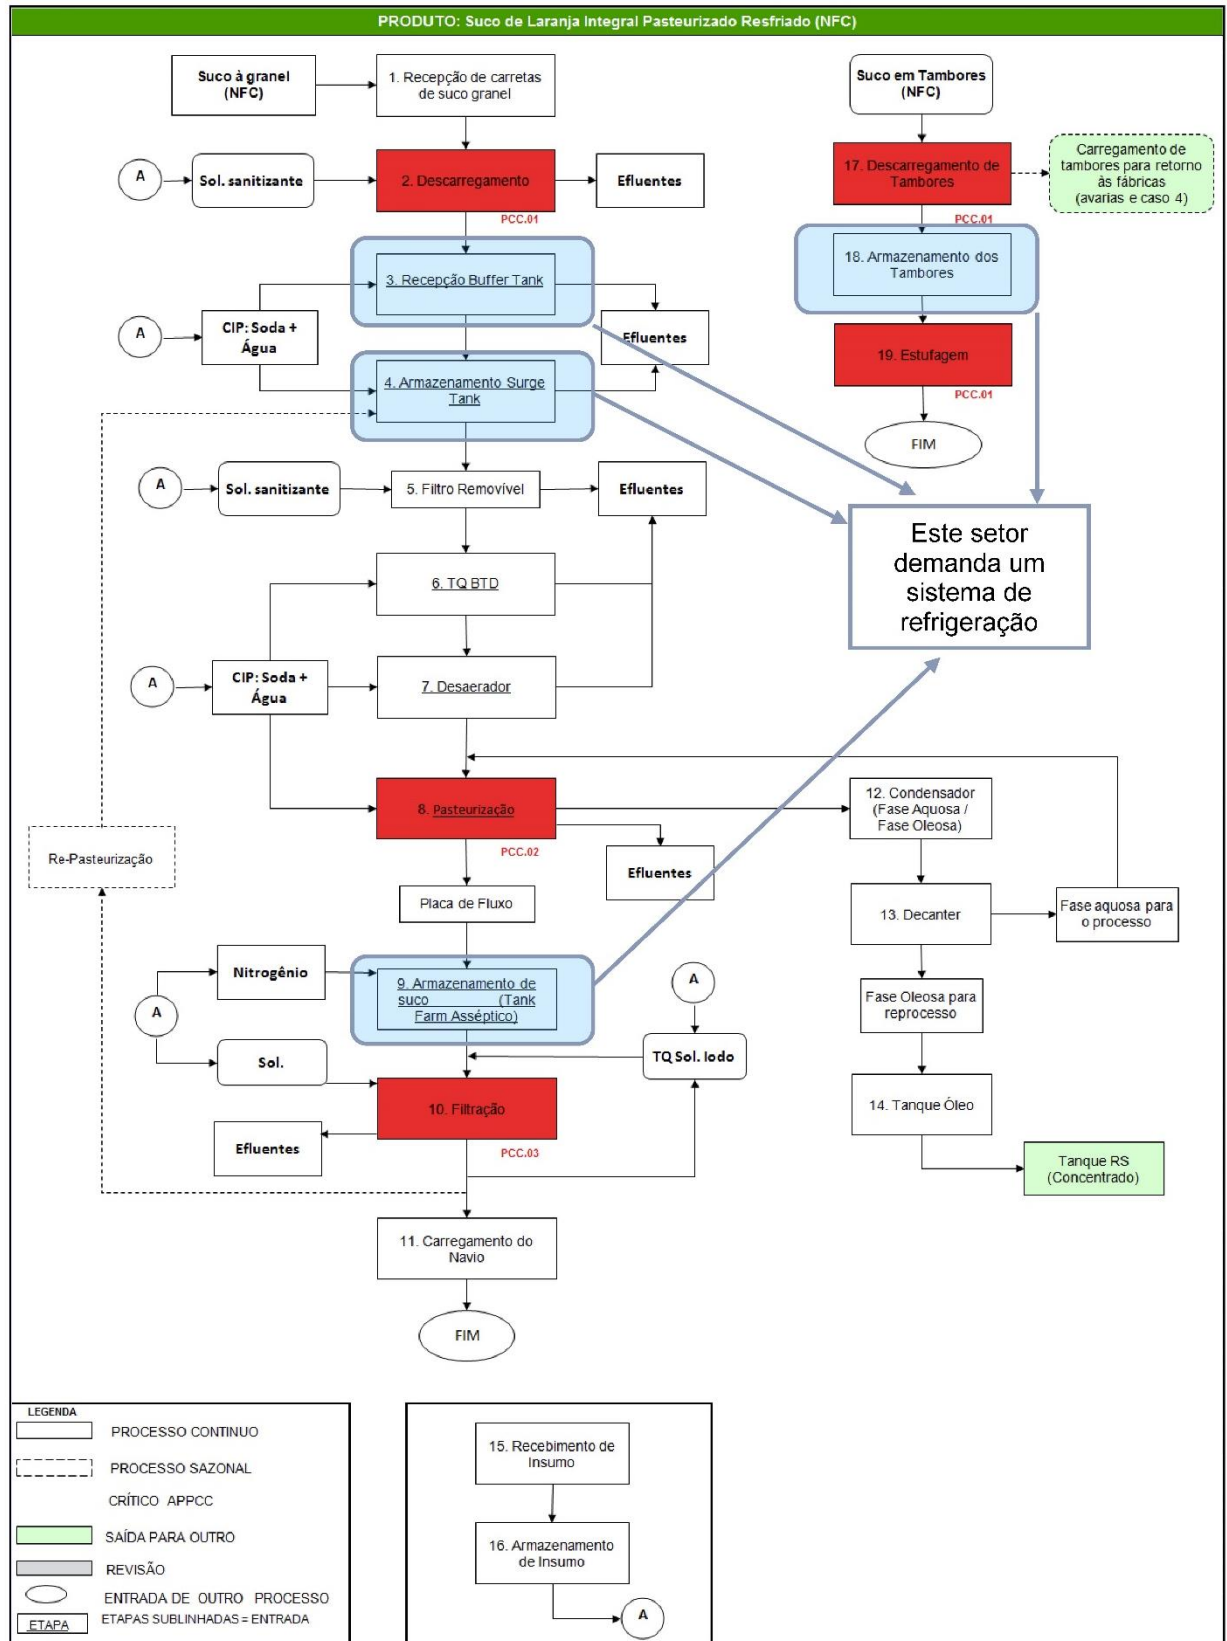 PRODUTO: Suco de Laranja Integral Pasteurizado Resfriado (NFC)
Suco à granel
(NFC)
1. Recepção de carretas
de suco granel
Suco em Tambores
(NFC)
A
Sol. sanitizante
2. Descarregamento
PCC.01
Efluentes
17. Descarregamento de
Tambores
PCC.01
Carregamento de
tambores para retorno
às fábricas
(avarias e caso 4)
3. Recepção Buffer Tank
18. Armazenamento dos
Tambores
A
CIP: Soda +
Água
Efluentes
4. Armazenamento Surge
Tank
19. Estufagem
PCC.01
FIM
A
Sol. sanitizante
5. Filtro Removível
Efluentes
Este setor
demanda um
sistema de
refrigeração
6. TQ BTD
A
CIP: Soda +
Água
7. Desaerador
8. Pasteurização
PCC.02
12. Condensador
(Fase Aquosa /
Fase Oleosa)
Re-Pasteurização
Efluentes
Placa de Fluxo
13. Decanter
Fase aquosa para
o processo
Nitrogênio
9. Armazenamento de
suco (Tank
Farm Asséptico)
A
Fase Oleosa para
reprocesso
A
Sol.
TQ Sol. Iodo
10. Filtração
PCC.03
14. Tanque Óleo
Efluentes
Tanque RS
(Concentrado)
11. Carregamento do
Navio
FIM
LEGENDA
PROCESSO CONTINUO
PROCESSO SAZONAL
CRÍTICO APPCC
SAÍDA PARA OUTRO
REVISÃO
ENTRADA DE OUTRO PROCESSO
ETAPA ETAPAS SUBLINHADAS = ENTRADA
15. Recebimento de
Insumo
16. Armazenamento
de Insumo
A